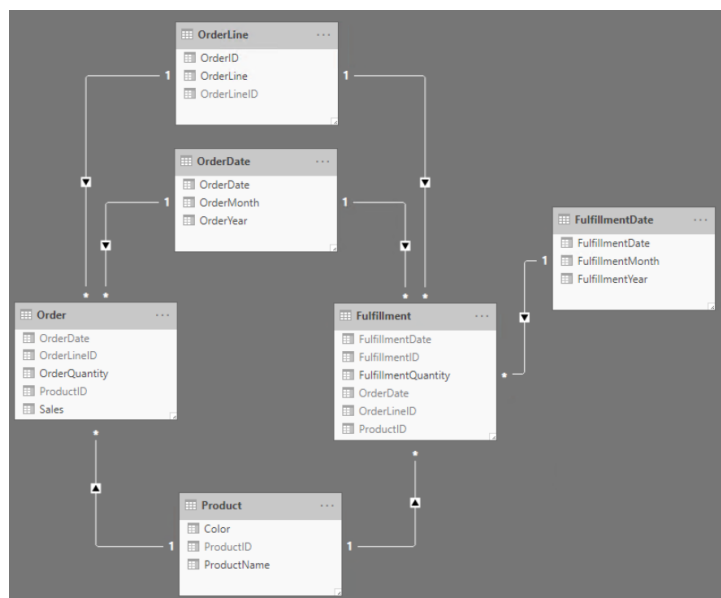 OrderLine
OrderID
1 OrderLine 1
OrderLineID
OrderDate
OrderDate
1 OrderMonth 1
OrderYear
FulfillmentDate
FulfillmentDate
1 FulfillmentMonth
FulfillmentYear
* *
Order
OrderDate
OrderLineID
OrderQuantity
ProductID
Sales
* *
Fulfillment
FulfillmentDate
FulfillmentID
FulfillmentQuantity *
OrderDate
OrderLineID
ProductID
*
*
Product
Color
1 ProductID 1
ProductName